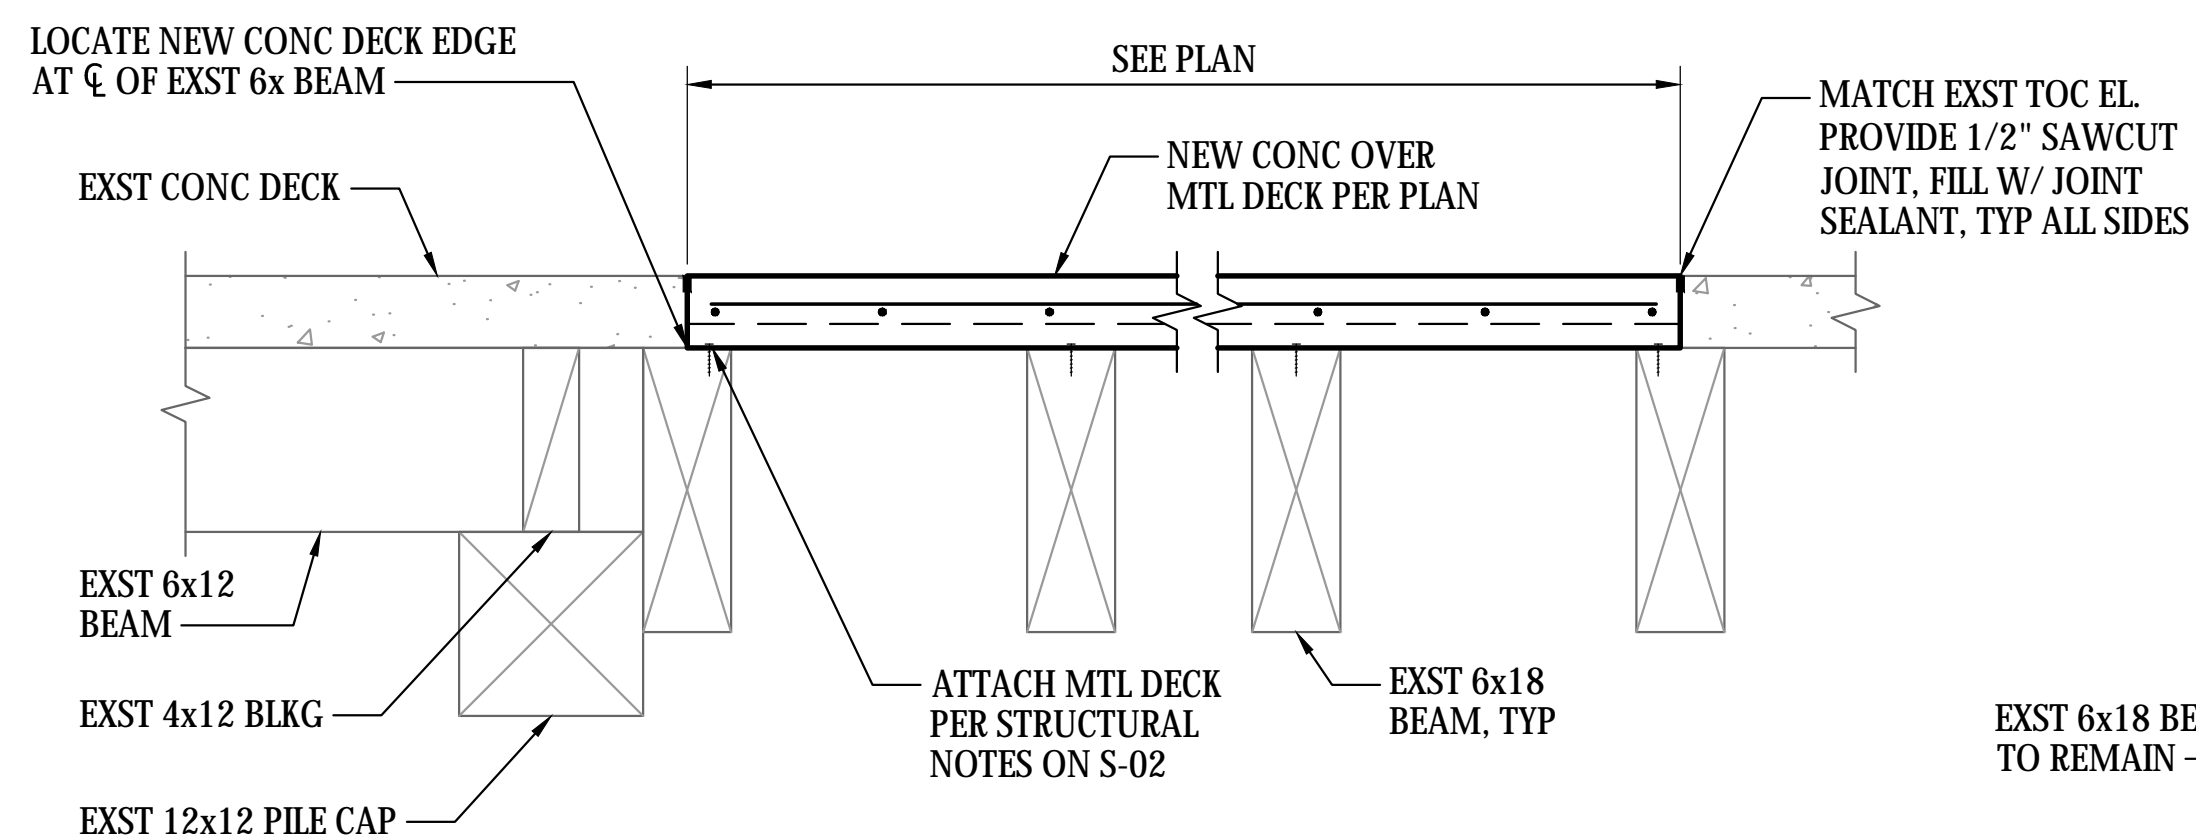 LOCATE NEW CONC DECK EDGE
AT ℄ OF EXST 6x BEAM
SEE PLAN
MATCH EXST TOC EL.
PROVIDE 1/2" SAWCUT
JOINT, FILL W/ JOINT
SEALANT, TYP ALL SIDES
NEW CONC OVER
MTL DECK PER PLAN
EXST CONC DECK
EXST 6x12
BEAM
EXST 4x12 BLKG
EXST 12x12 PILE CAP
ATTACH MTL DECK
PER STRUCTURAL
NOTES ON S-02
EXST 6x18
BEAM, TYP
EXST 6x18
TO REMAIN